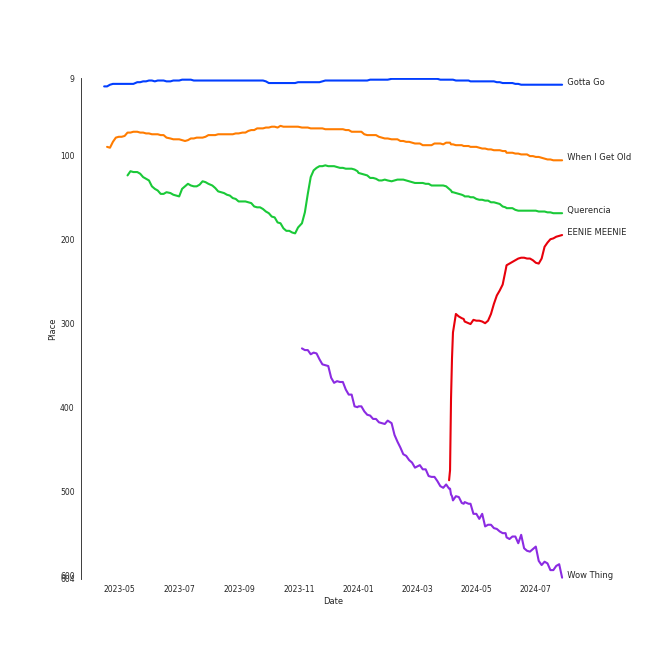 9
Gotta Go
100
When I Get Old
Querencia
200
EENIE MEENIE
Place
300
400
500
600
604
Wow Thing
2023-05
2023-07
2023-09
2023-11
2024-01
2024-03
2024-05
2024-07
Date